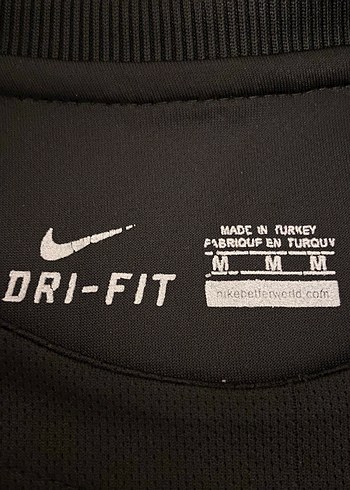 DRI-FIT
MADE IN TURKEY
FABRIQUE EN TURQUY
M M M
nikebetterworld.com